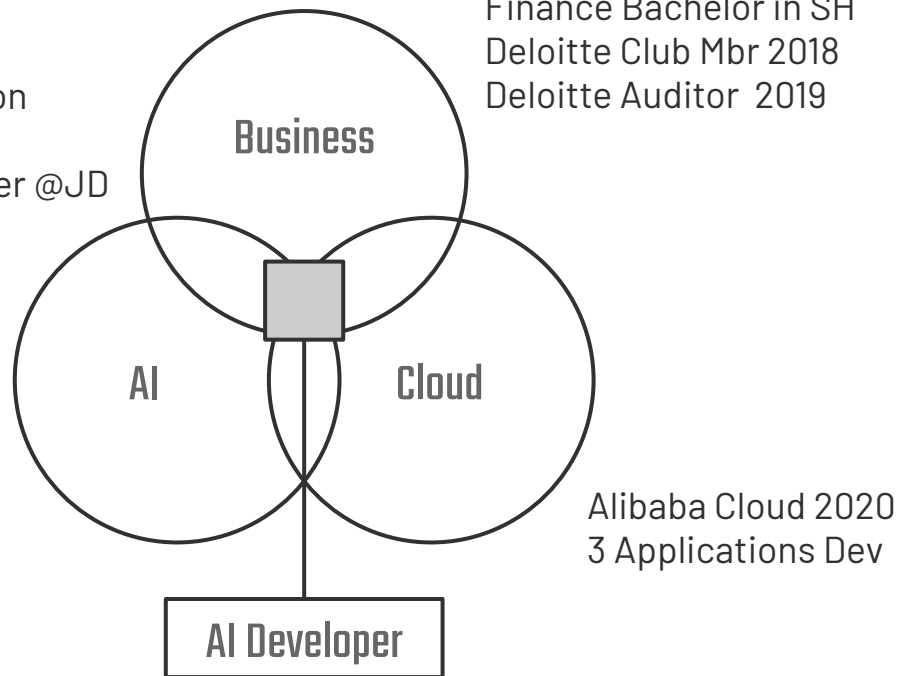 Finance Bachelor in SH
Deloitte Club Mbr 2018
Deloitte Auditor 2019
on
er @JD
Business
AI
Cloud
Alibaba Cloud 2020
3 Applications Dev
AI Developer